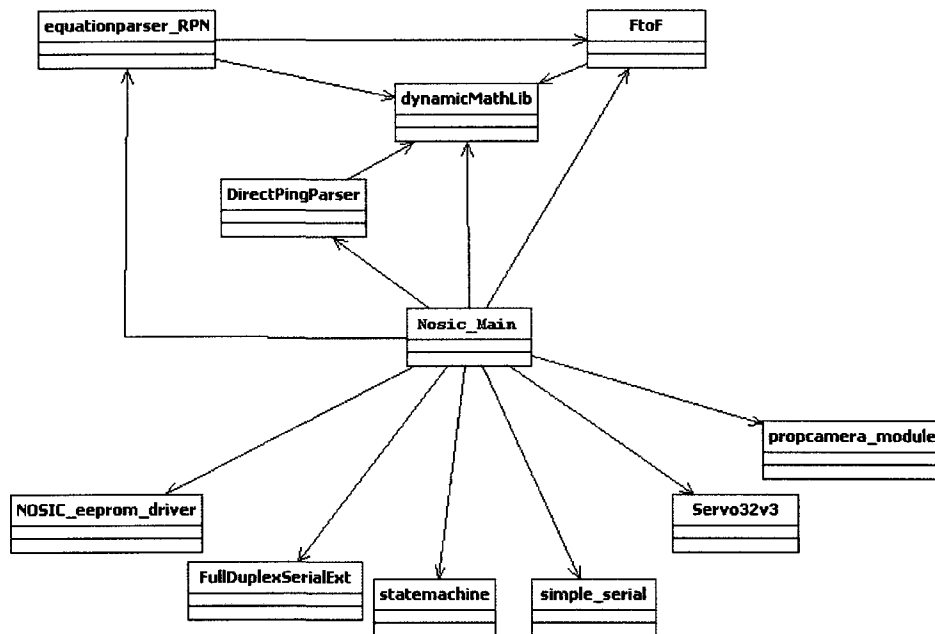 equationparser_RPN
FtoF
dynamicMathLib
DirectPingParser
Nosic_Main
propcamera_module
NOSIC_eeprom_driver
Servo32v3
FullDuplexSerialExt
statemachine
simple_serial